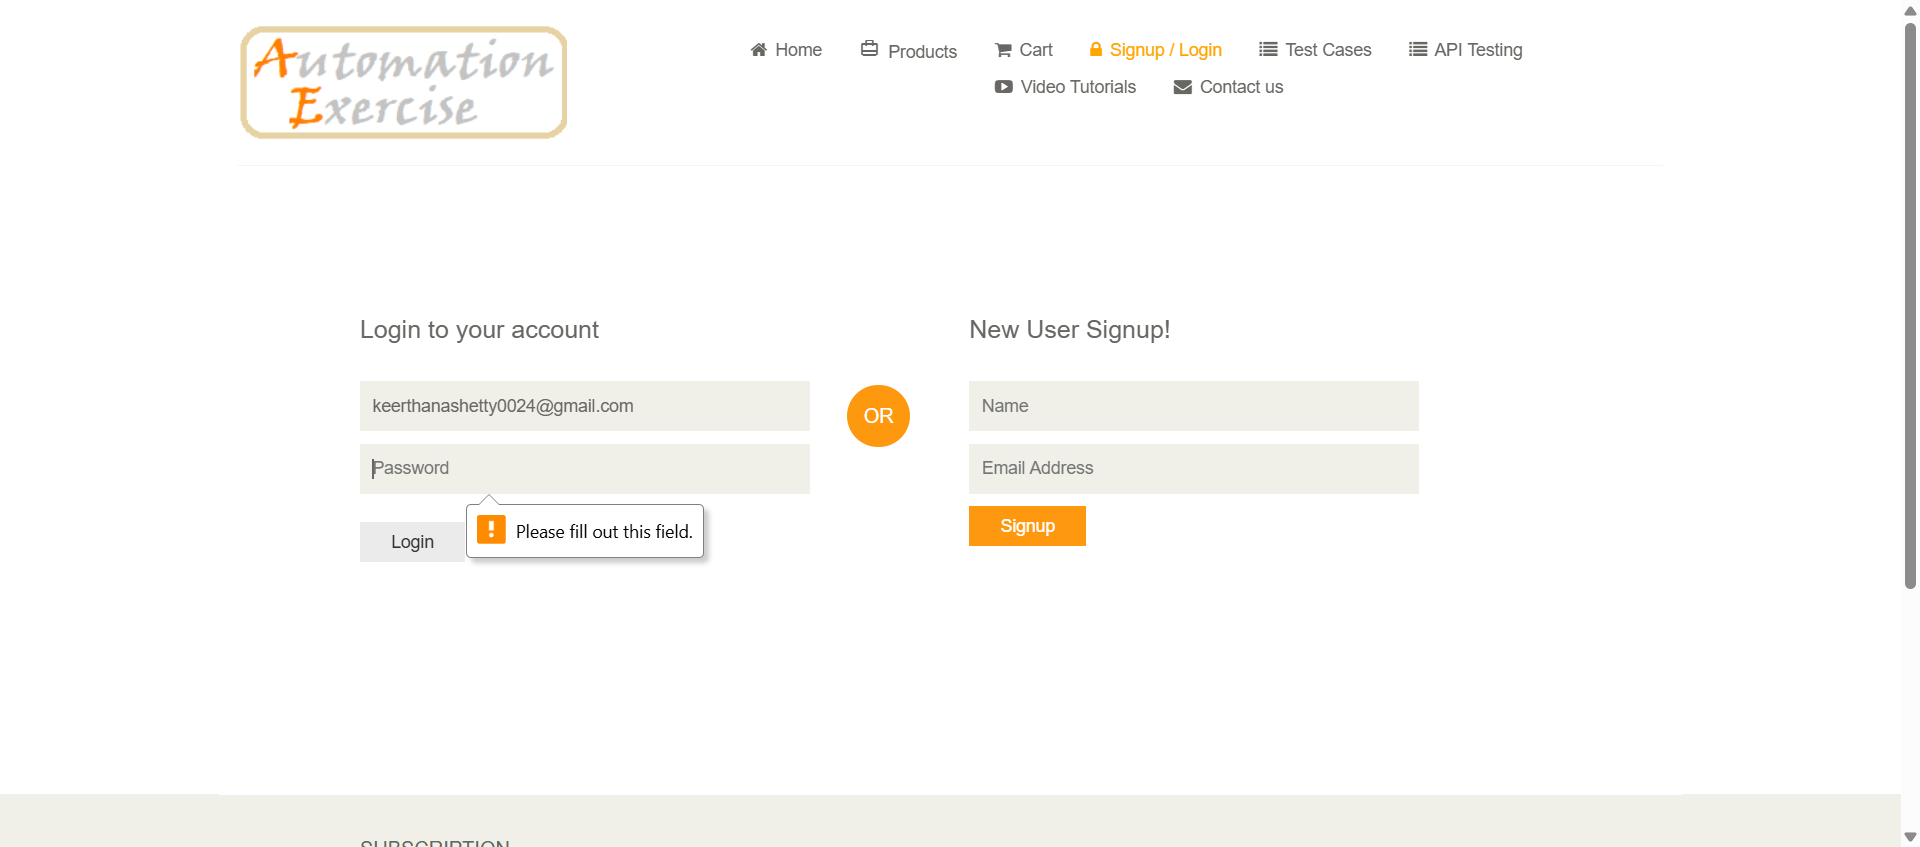 Automation
Exercise
Home
Products
Cart
Signup / Login
Test Cases
API Testing
Video Tutorials
Contact us
Login to your account
keerthanashetty0024@gmail.com
Password
Please fill out this field.
Login
OR
New User Signup!
Name
Email Address
Signup
SUBSCRIPTION